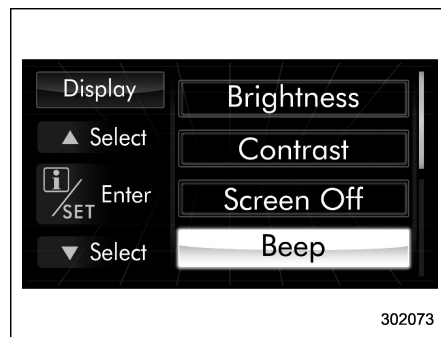 Display
▲ Select
i/SET Enter
▼ Select
Brightness
Contrast
Screen Off
Beep
302073